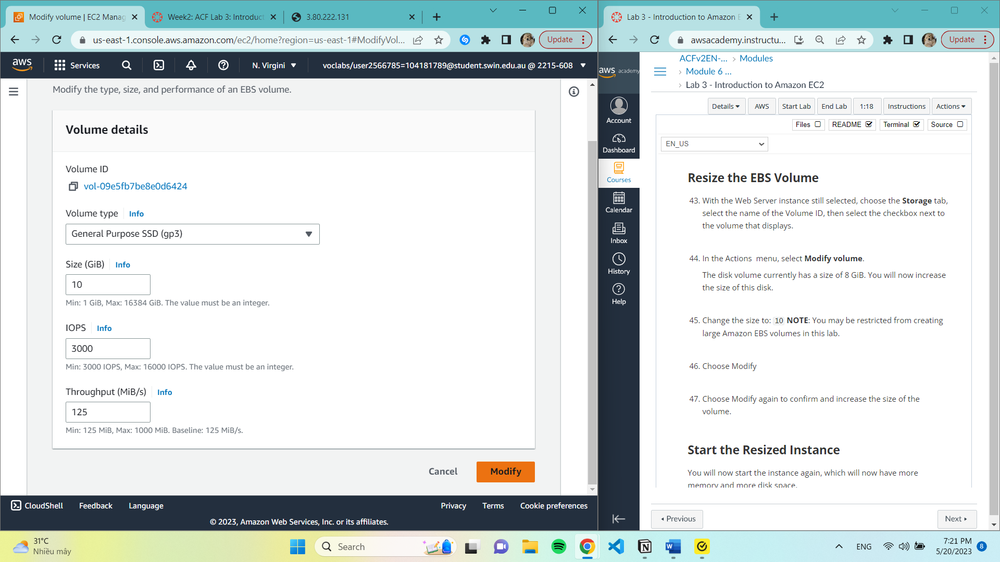 Modify volume | EC2 Manag
Week2: ACF Lab 3: Introduct
3.80.222.131
us-east-1.console.aws.amazon.com/ec2/home?region=us-east-1#ModifyVol...
Update
aws
Services
N. Virgini
voclabs/user2566785=104181789@student.swin.edu.au @ 2215-608
Modify the type, size, and performance of an EBS volume.
Volume details
Volume ID
vol-09e5fb7be8e0d6424
Volume type Info
General Purpose SSD (gp3)
Size (GiB) Info
10
Min: 1 GiB, Max: 16384 GiB. The value must be an integer.
IOPS Info
3000
Min: 3000 IOPS, Max: 16000 IOPS. The value must be an integer.
Throughput (MiB/s) Info
125
Min: 125 MiB, Max: 1000 MiB. Baseline: 125 MiB/s.
Cancel
Modify
CloudShell
Feedback
Language
Privacy
Terms
Cookie preferences
© 2023, Amazon Web Services, Inc. or its affiliates.
Lab 3 - Introduction to Amazon E
awsacademy.instructu...
Update
aws academy
Account
Dashboard
Courses
Calendar
Inbox
History
Help
ACFv2EN-... > Modules
> Module 6 ...
> Lab 3 - Introduction to Amazon EC2
Details
AWS
Start Lab
End Lab
1:18
Instructions
Actions
Files
README
Terminal
Source
EN_US
Resize the EBS Volume
43. With the Web Server instance still selected, choose the Storage tab,
select the name of the Volume ID, then select the checkbox next to
the volume that displays.
44. In the Actions menu, select Modify volume.
The disk volume currently has a size of 8 GiB. You will now increase
the size of this disk.
45. Change the size to: 10 NOTE: You may be restricted from creating
large Amazon EBS volumes in this lab.
46. Choose Modify
47. Choose Modify again to confirm and increase the size of the
volume.
Start the Resized Instance
You will now start the instance again, which will now have more
memory and more disk space.
Previous
Next
31°C
Nhiều mây
Search
ENG
7:21 PM
5/20/2023
8